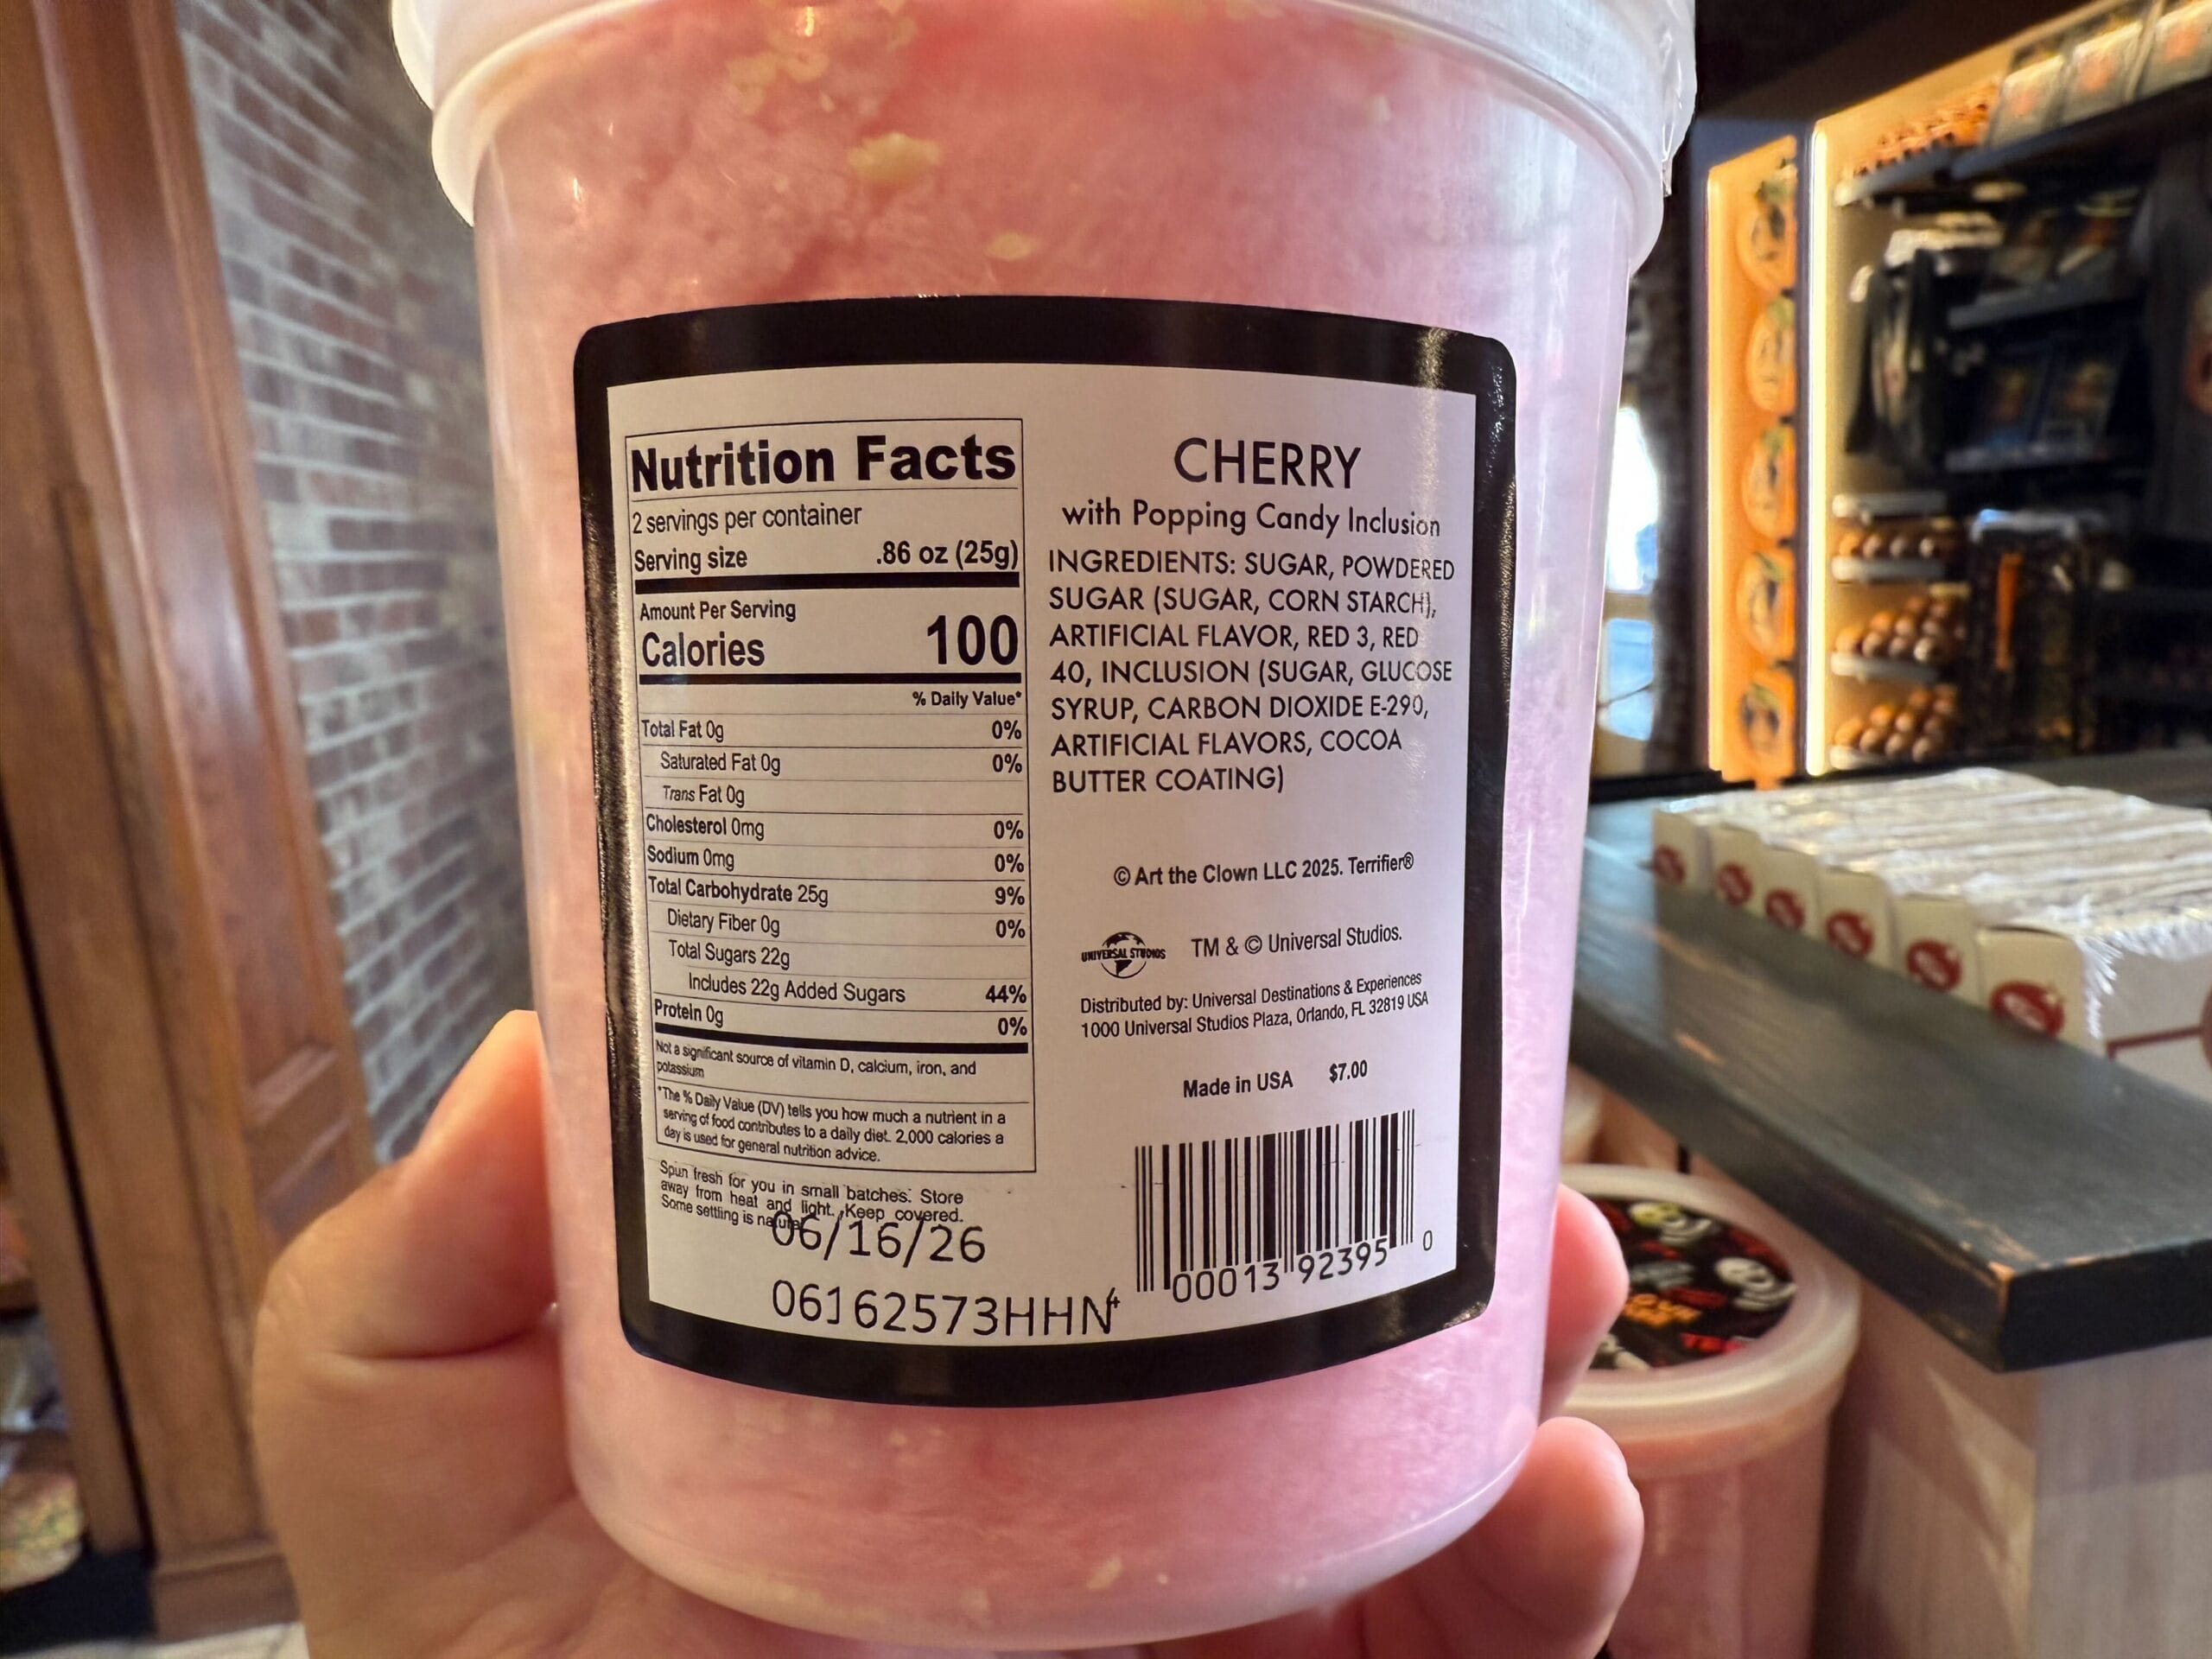 Nutrition Facts
2 servings per container
Serving size .86 oz (25g)
Amount Per Serving
Calories 100
% Daily Value*
Total Fat 0g 0%
Saturated Fat 0g 0%
Trans Fat 0g
Cholesterol 0mg 0%
Sodium 0mg 0%
Total Carbohydrate 25g 9%
Dietary Fiber 0g 0%
Total Sugars 22g
Includes 22g Added Sugars 44%
Protein 0g 0%
Not a significant source of vitamin D, calcium, iron, and
potassium
*The % Daily Value (DV) tells you how much a nutrient in a
serving of food contributes to a daily diet. 2,000 calories a
day is used for general nutrition advice.
Spun fresh for you in small batches. Store
away from heat and light. Keep covered.
Some settling is
06/16/26
06162573HHN
CHERRY
with Popping Candy Inclusion
INGREDIENTS: SUGAR, POWDERED
SUGAR (SUGAR, CORN STARCH),
ARTIFICIAL FLAVOR, RED 3, RED
40, INCLUSION (SUGAR, GLUCOSE
SYRUP, CARBON DIOXIDE E-290,
ARTIFICIAL FLAVORS, COCOA
BUTTER COATING)
© Art the Clown LLC 2025. Terrifier®
UNIVERSAL STUDIOS TM & © Universal Studios.
Distributed by: Universal Destinations & Experiences
1000 Universal Studios Plaza, Orlando, FL 32819 USA
Made in USA $7.00
00013 92395 0